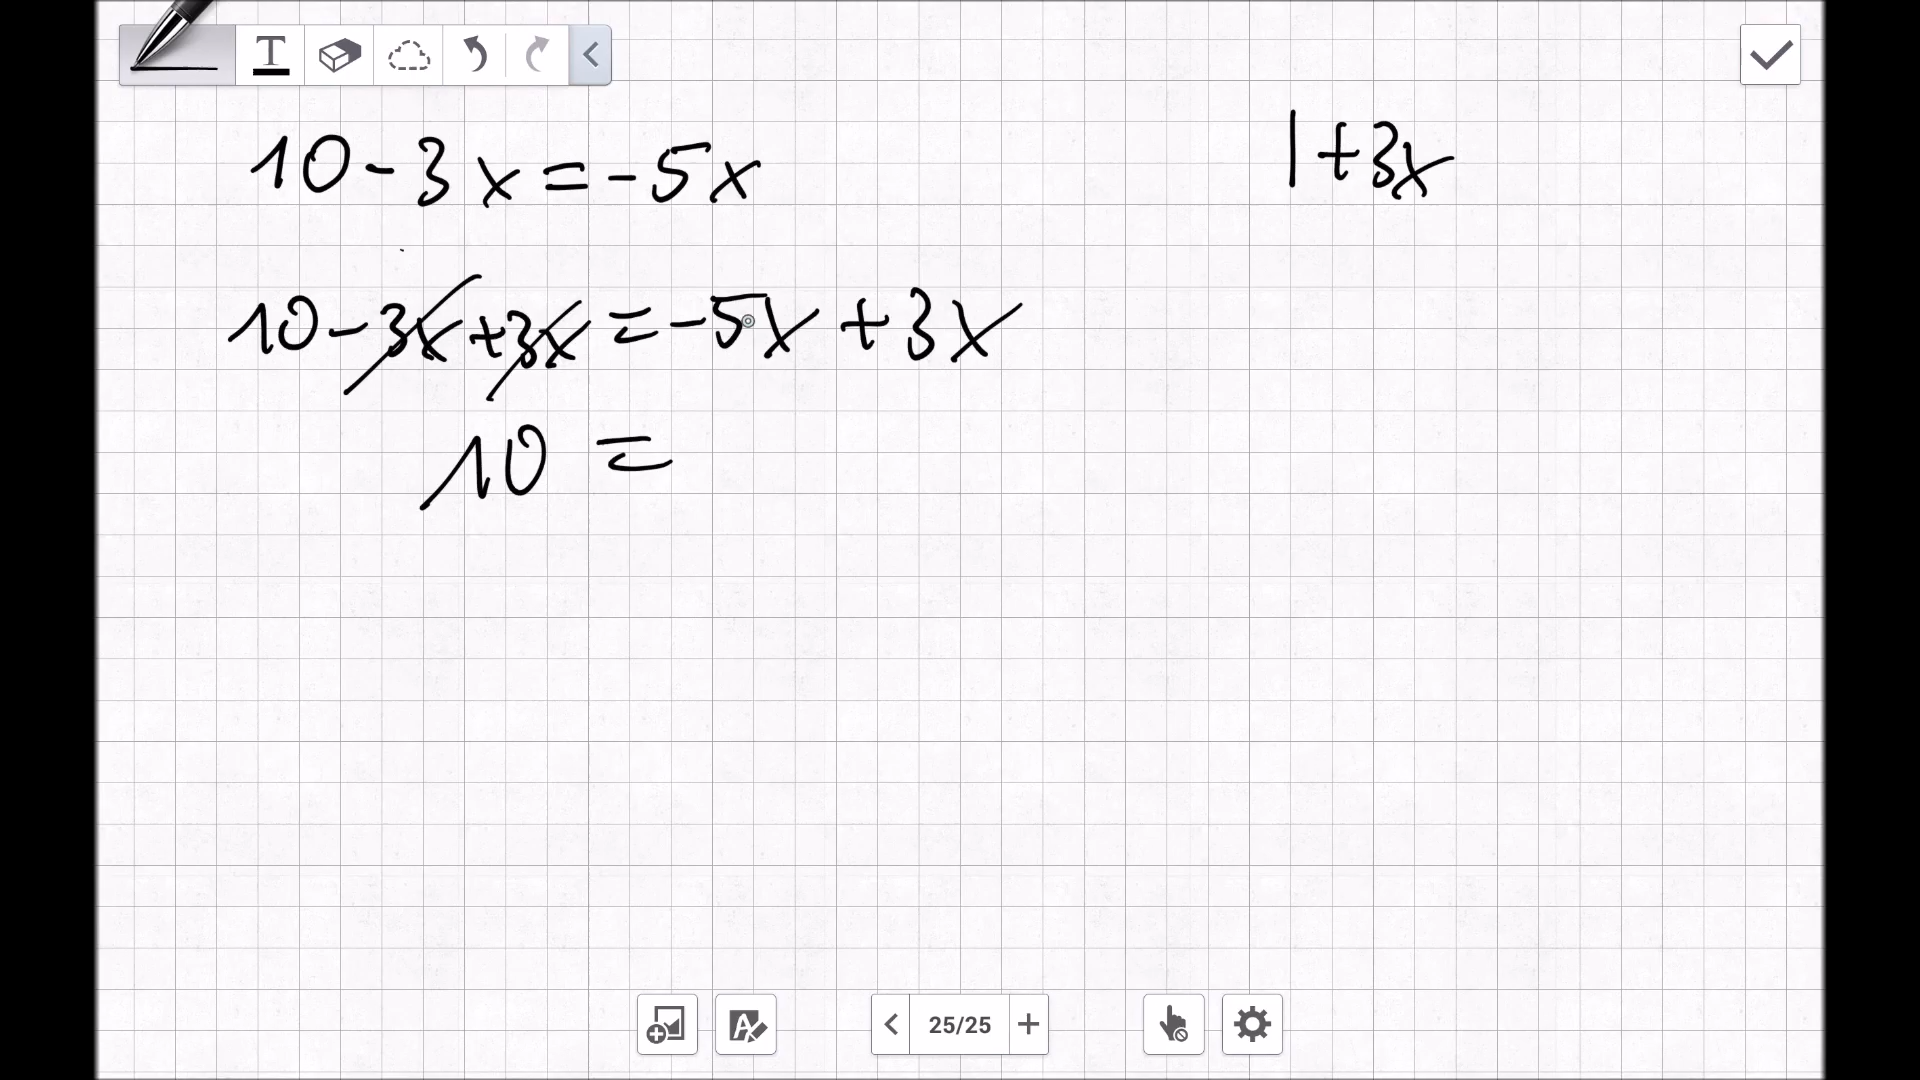 T
10 - 3x = -5x | +3x
10 - 3x + 3x = -5x + 3x
10 =
A
25/25